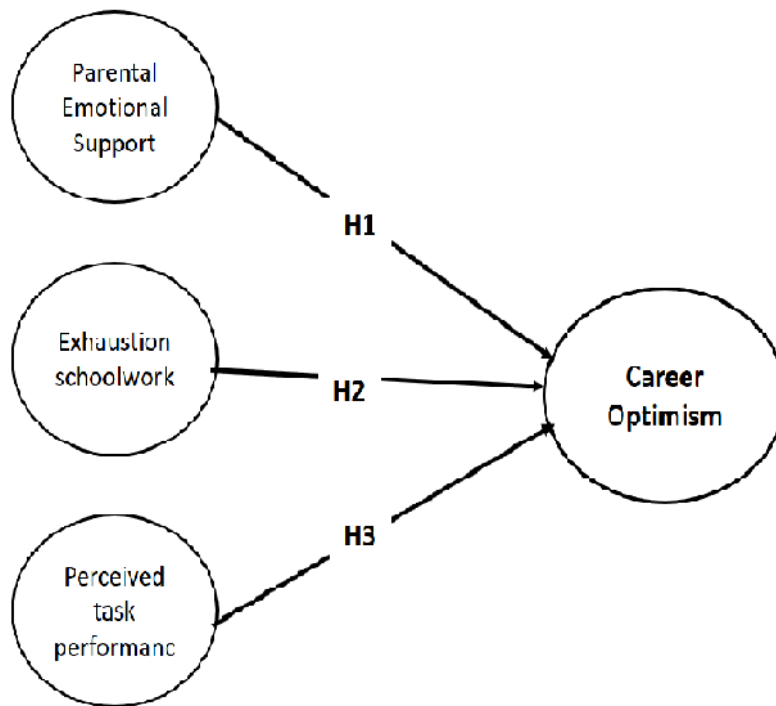 Parental
Emotional
Support
H1
Exhaustion
schoolwork
H2
Career
Optimism
H3
Perceived
task
performanc